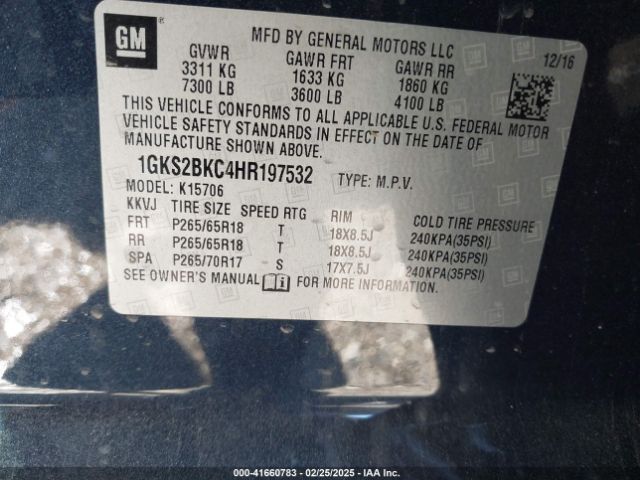 GM ®
MFD BY GENERAL MOTORS LLC 12/16
GVWR GAWR FRT GAWR RR
3311 KG 1633 KG 1860 KG
7300 LB 3600 LB 4100 LB
THIS VEHICLE CONFORMS TO ALL APPLICABLE U.S. FEDERAL MOTOR
VEHICLE SAFETY STANDARDS IN EFFECT ON THE DATE OF
MANUFACTURE SHOWN ABOVE.
1GKS2BKC4HR197532 TYPE: M.P.V.
MODEL: K15706
KKVJ TIRE SIZE SPEED RTG RIM COLD TIRE PRESSURE
FRT P265/65R18 T 18X8.5J 240KPA(35PSI)
RR P265/65R18 T 18X8.5J 240KPA(35PSI)
SPA P265/70R17 S 17X7.5J 240KPA(35PSI)
SEE OWNER'S MANUAL i FOR MORE INFORMATION.
000-41660783 - 02/25/2025 - IAA Inc.